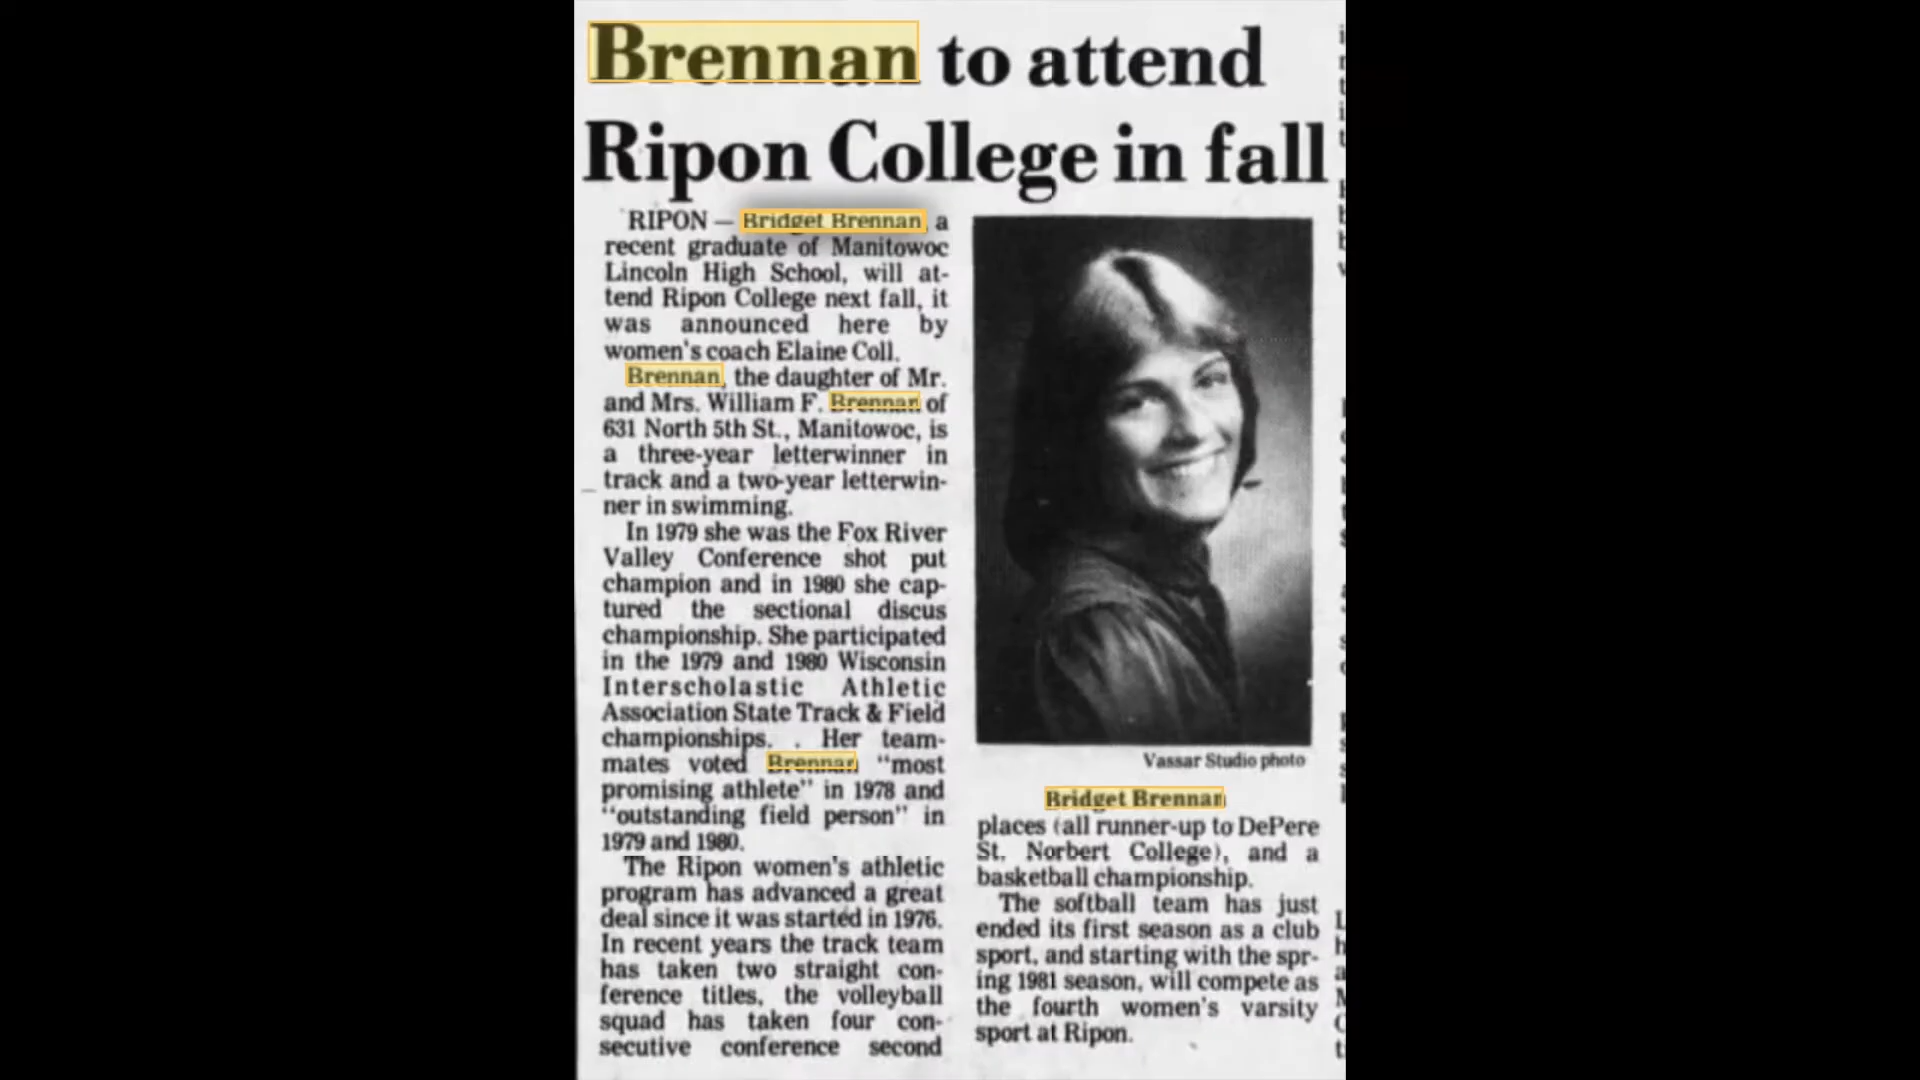 Brennan to attend
Ripon College in fall
RIPON — Bridget Brennan, a
recent graduate of Manitowoc
Lincoln High School, will at-
tend Ripon College next fall, it
was announced here by
women's coach Elaine Coll.
Brennan, the daughter of Mr.
and Mrs. William F. Brennan of
631 North 5th St., Manitowoc, is
a three-year letterwinner in
track and a two-year letterwin-
ner in swimming.
In 1979 she was the Fox River
Valley Conference shot put
champion and in 1980 she cap-
tured the sectional discus
championship. She participated
in the 1979 and 1980 Wisconsin
Interscholastic Athletic
Association State Track & Field
championships. . Her team-
mates voted Brennan "most
promising athlete" in 1978 and
"outstanding field person" in
1979 and 1980.
The Ripon women's athletic
program has advanced a great
deal since it was started in 1976.
In recent years the track team
has taken two straight con-
ference titles, the volleyball
squad has taken four con-
secutive conference second
Vassar Studio photo
Bridget Brennan
places (all runner-up to DePere
St. Norbert College), and a
basketball championship.
The softball team has just
ended its first season as a club
sport, and starting with the spr-
ing 1981 season, will compete as
the fourth women's varsity
sport at Ripon.